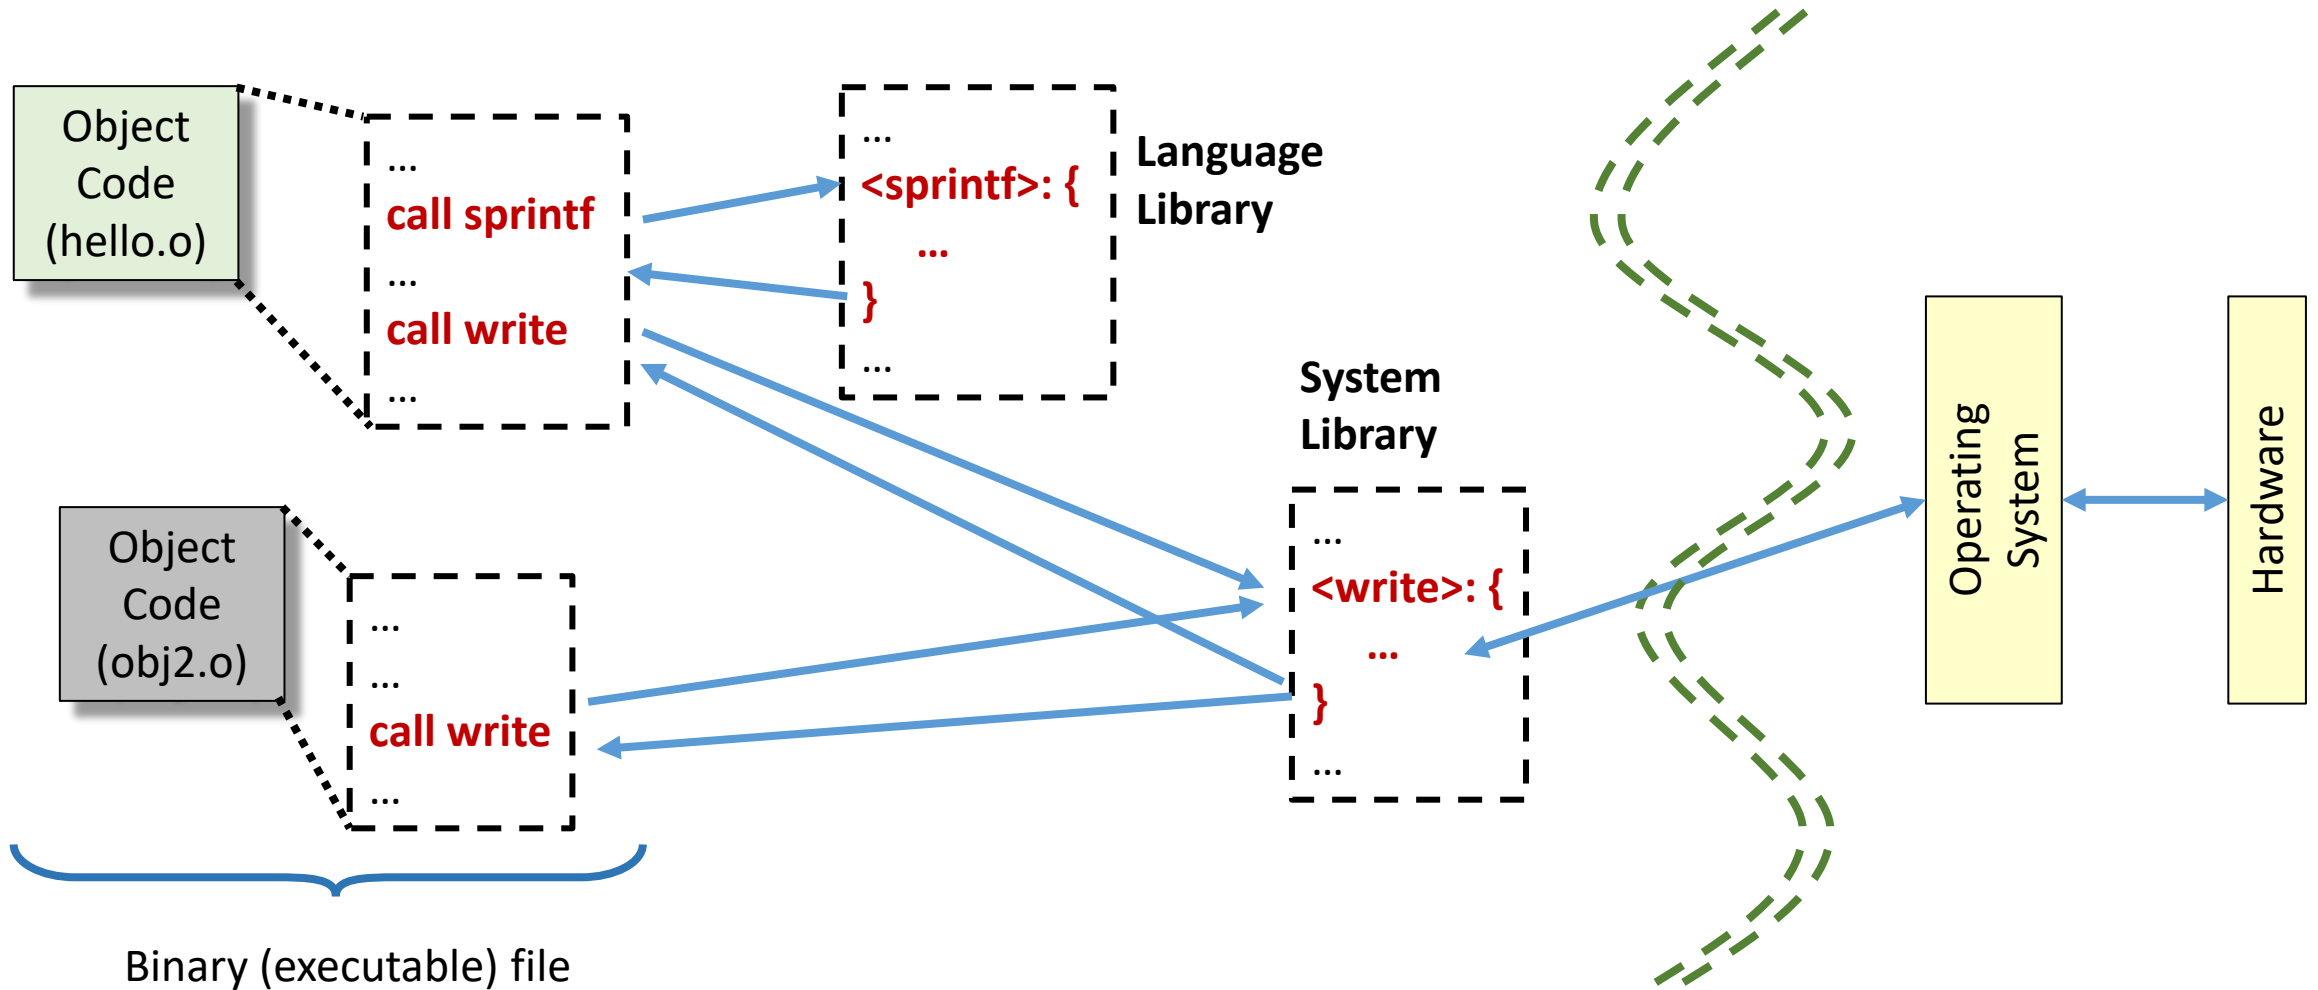 Object
Code
(hello.o)
...
call sprintf
...
call write
...
...
<sprintf>: {
...
}
...
Language
Library
Object
Code
(obj2.o)
...
...
call write
...
System
Library
...
<write>: {
...
}
...
Operating
System
Hardware
Binary (executable) file